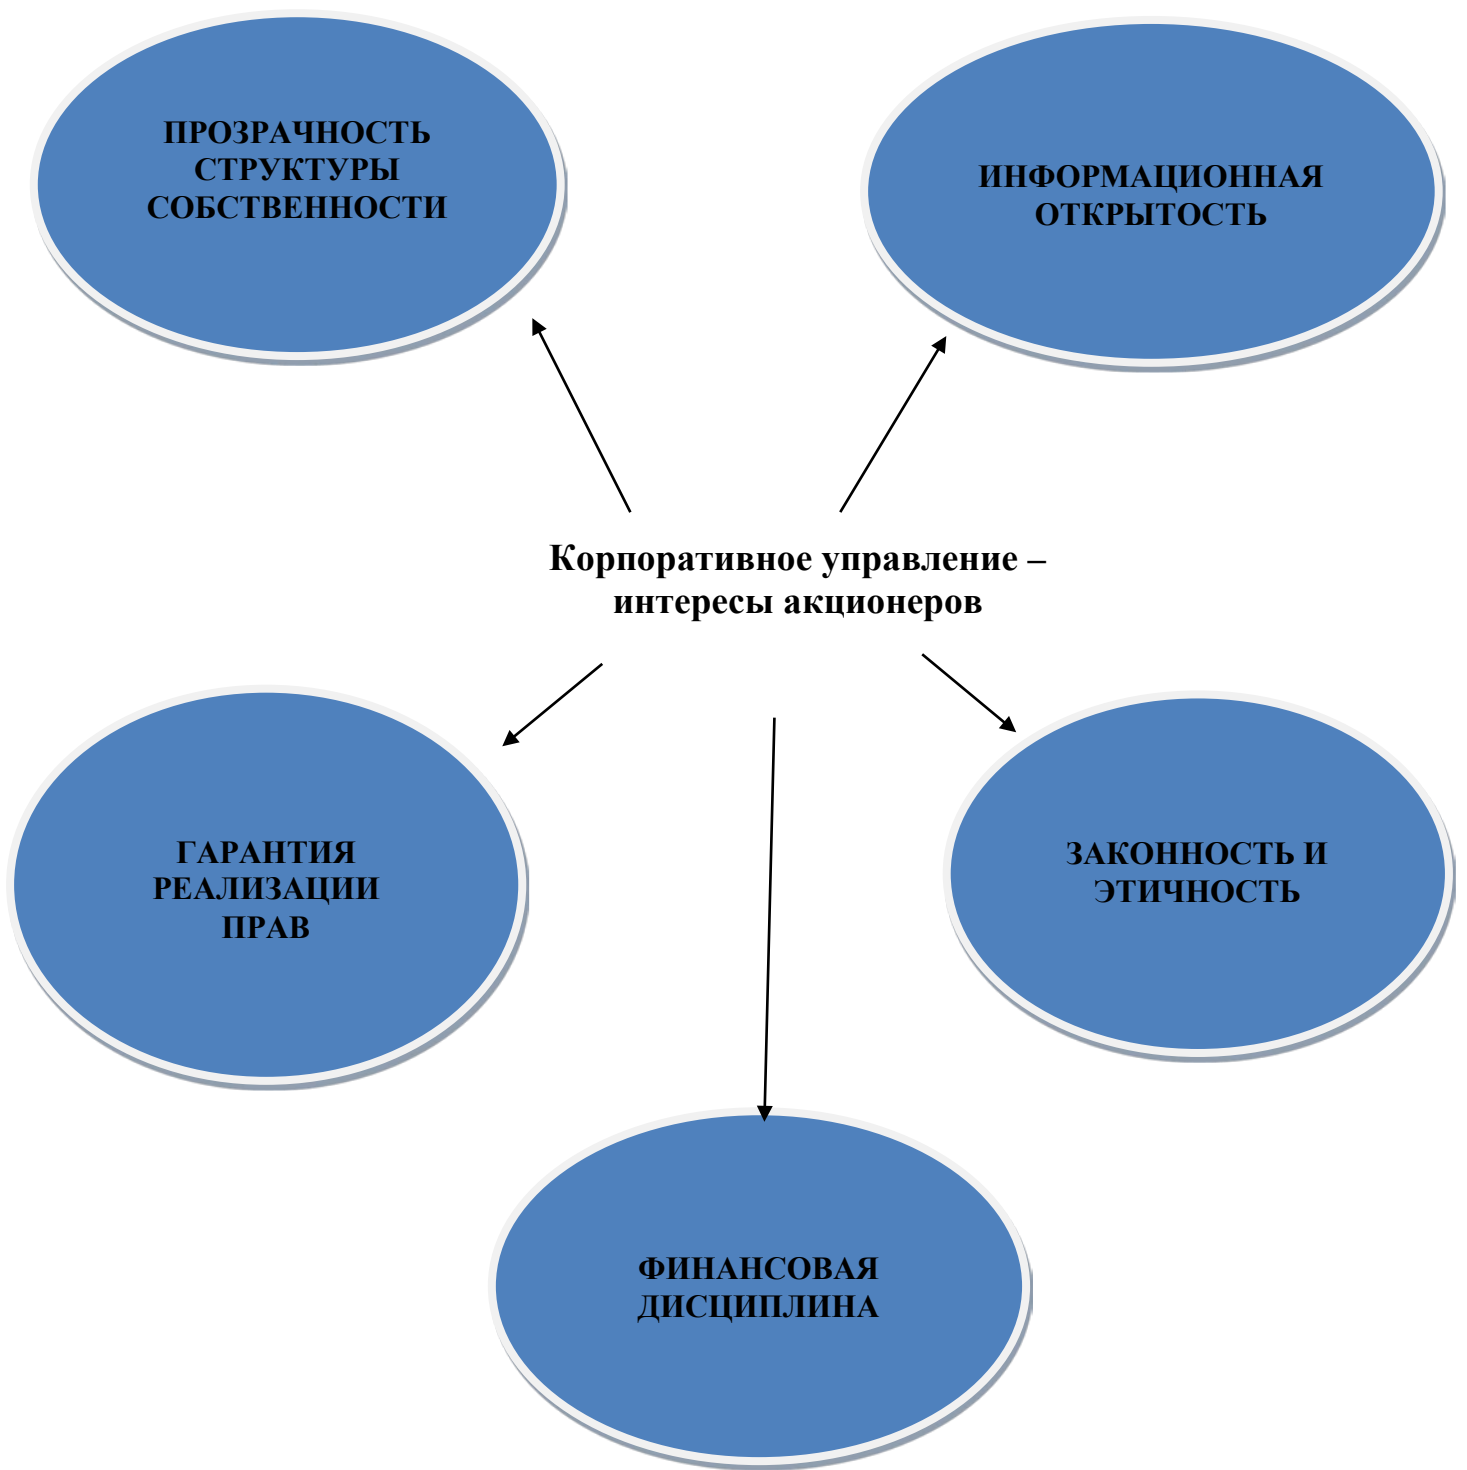 ПРОЗРАЧНОСТЬ
СТРУКТУРЫ
СОБСТВЕННОСТИ
ИНФОРМАЦИОННАЯ
ОТКРЫТОСТЬ
Корпоративное управление –
интересы акционеров
ГАРАНТИЯ
РЕАЛИЗАЦИИ
ПРАВ
ЗАКОННОСТЬ И
ЭТИЧНОСТЬ
ФИНАНСОВАЯ
ДИСЦИПЛИНА